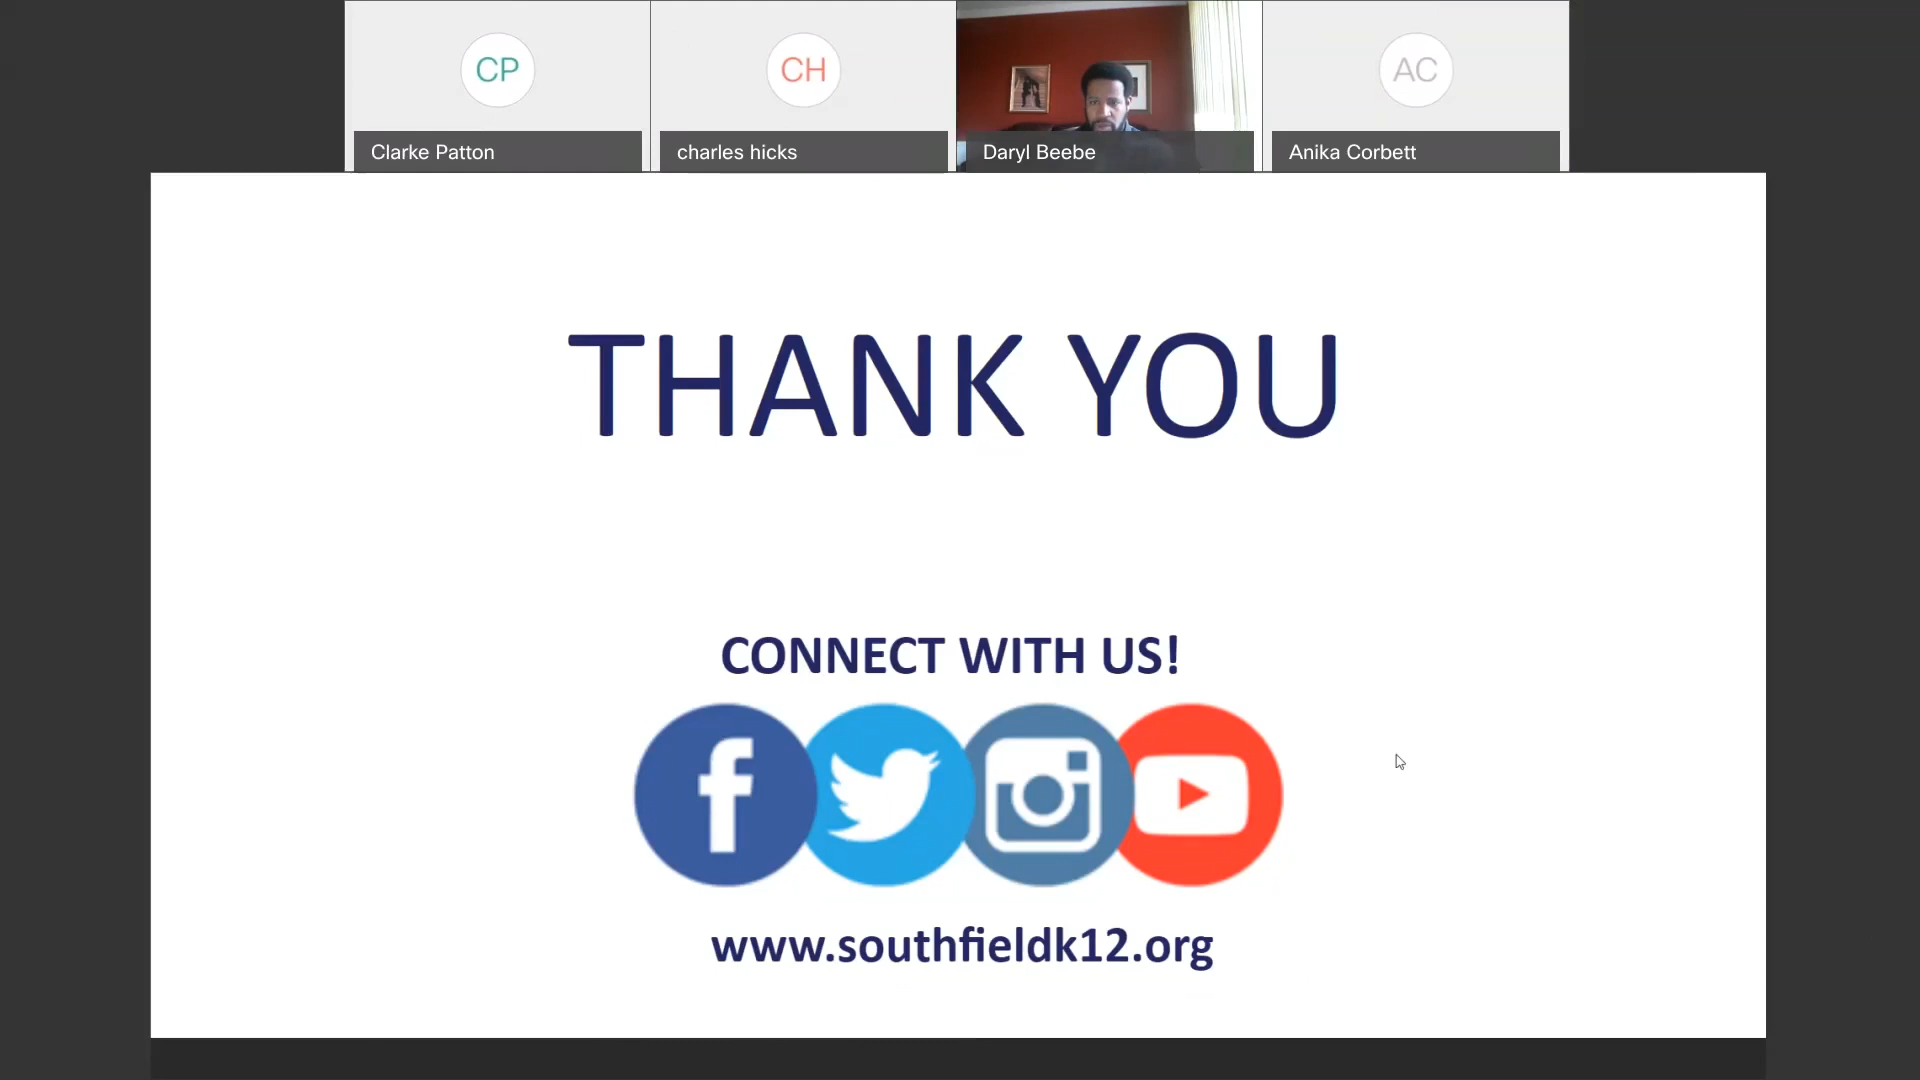 CP
CH
AC
Clarke Patton
charles hicks
Daryl Beebe
Anika Corbett
THANK YOU
CONNECT WITH US!
f
www.southfieldk12.org